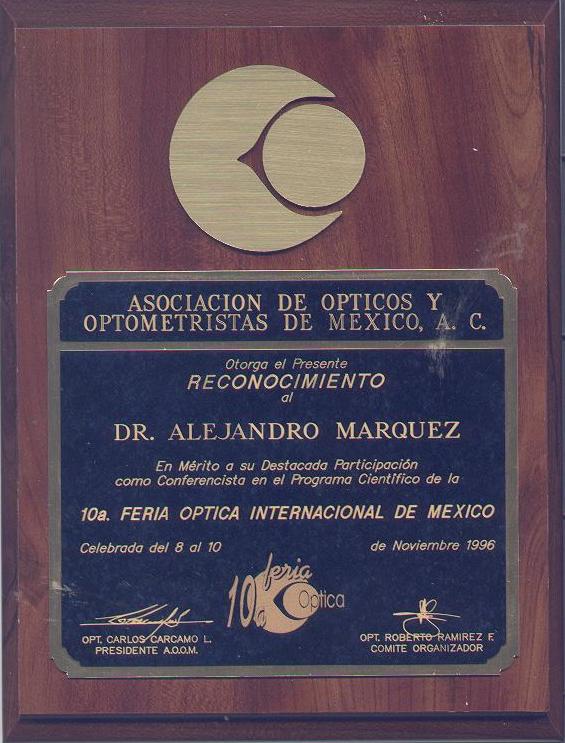 ASOCIACION DE OPTICOS Y
OPTOMETRISTAS DE MEXICO, A. C.
Otorga el Presente
RECONOCIMIENTO
al
DR. ALEJANDRO MARQUEZ
En Mérito a su Destacada Participación
como Conferencista en el Programa Científico de la
10a. FERIA OPTICA INTERNACIONAL DE MEXICO
Celebrada del 8 al 10 de Noviembre 1996
10a feria Optica
OPT. CARLOS CARCAMO L.
PRESIDENTE A.O.O.M.
OPT. ROBERTO RAMIREZ F.
COMITE ORGANIZADOR